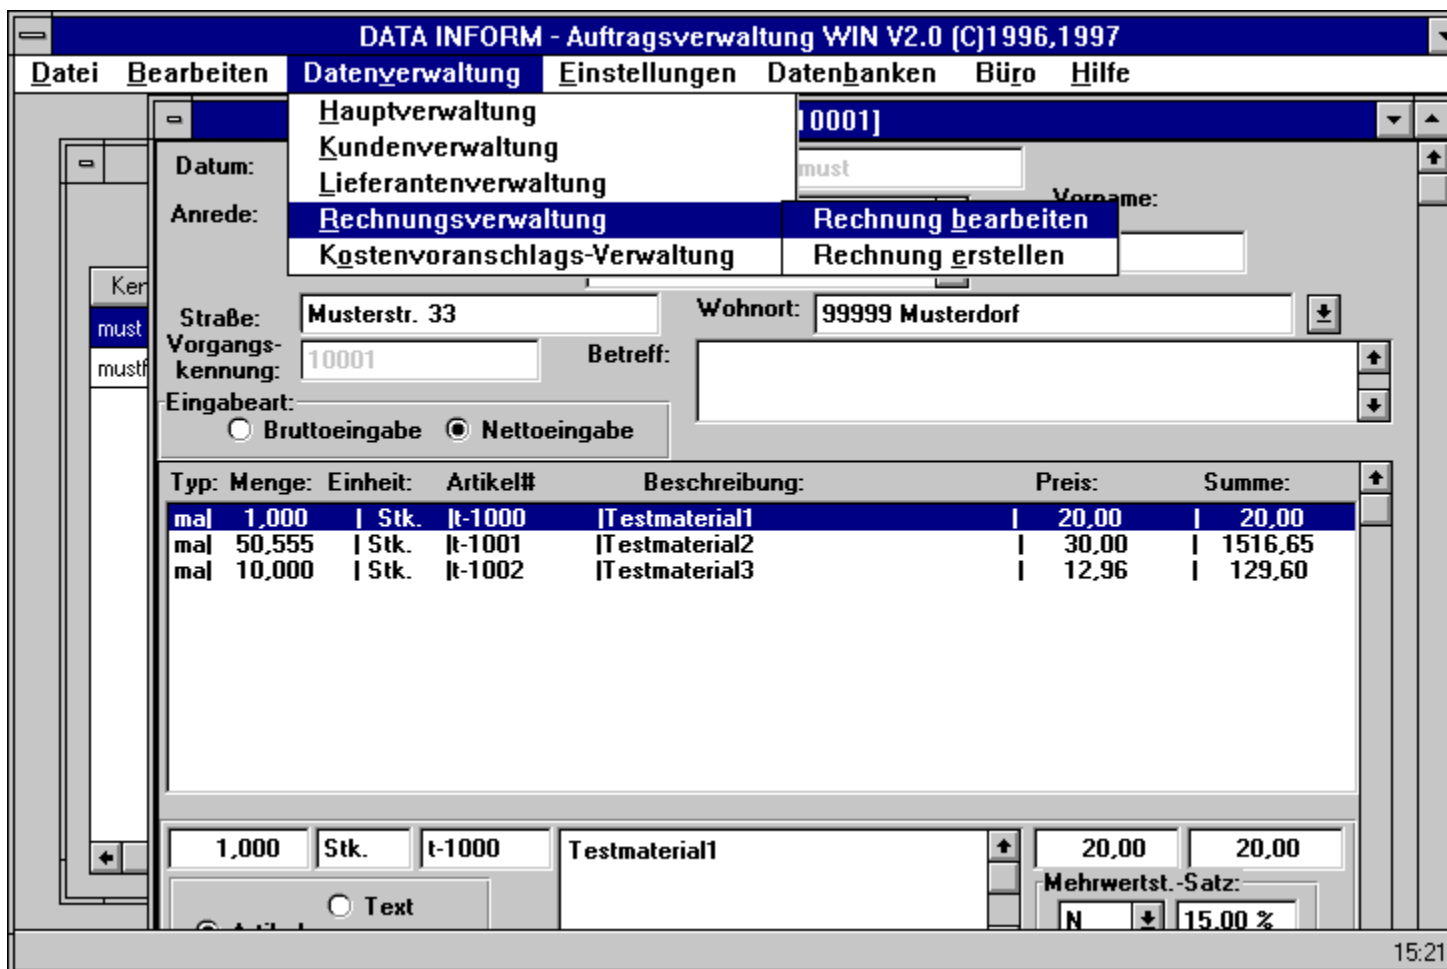 DATA INFORM - Auftragsverwaltung WIN V2.0 (C)1996,1997
Datei Bearbeiten Datenverwaltung Einstellungen Datenbanken Büro Hilfe
Hauptverwaltung
Kundenverwaltung
Lieferantenverwaltung
Rechnungsverwaltung
Kostenvoranschlags-Verwaltung
Rechnung bearbeiten
Rechnung erstellen
10001]
Datum: must
Anrede: Vorname:
Straße: Musterstr. 33 Wohnort: 99999 Musterdorf
Vorgangs-
kennung: 10001 Betreff:
Ker
must
mustf
Eingabeart:
Bruttoeingabe Nettoeingabe
Typ: Menge: Einheit: Artikel# Beschreibung: Preis: Summe:
ma| 1,000 | Stk. |t-1000 |Testmaterial1 | 20,00 | 20,00
ma| 50,555 | Stk. |t-1001 |Testmaterial2 | 30,00 | 1516,65
ma| 10,000 | Stk. |t-1002 |Testmaterial3 | 12,96 | 129,60
1,000 Stk. t-1000 Testmaterial1 20,00 20,00
Mehrwertst.-Satz:
Text
N 15,00 %
15:21